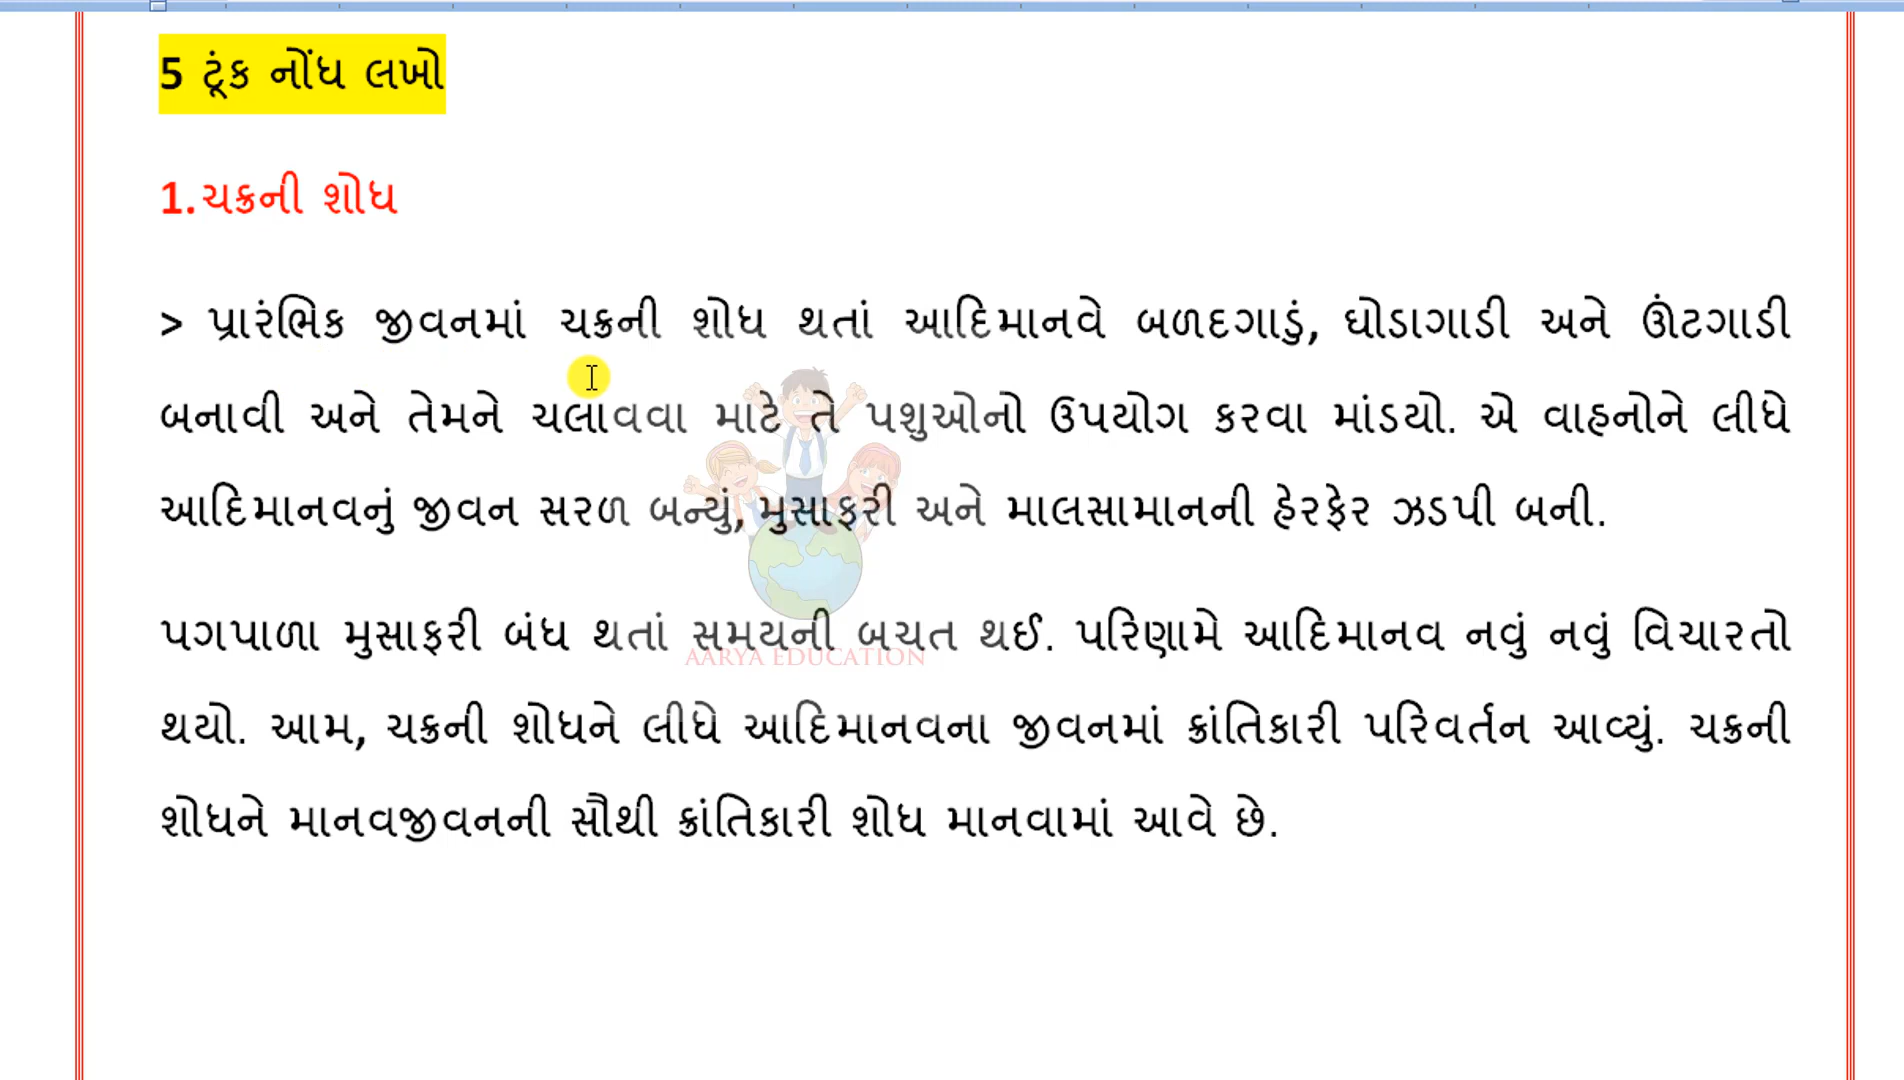 5 ટૂંક નોંધ લખો
1.ચક્રની શોધ
> પ્રારંભિક જીવનમાં ચક્રની શોધ થતાં આદિમાનવે બળદગાડું, ઘોડાગાડી અને ઊંટગાડી
બનાવી અને તેમને ચલાવવા માટે તે પશુઓનો ઉપયોગ કરવા માંડયો. એ વાહનોને લીધે
આદિમાનવનું જીવન સરળ બન્યું, મુસાફરી અને માલસામાનની હેરફેર ઝડપી બની.
પગપાળા મુસાફરી બંધ થતાં સમયની બચત થઈ. પરિણામે આદિમાનવ નવું નવું વિચારતો
AARYA EDUCATION
થયો. આમ, ચક્રની શોધને લીધે આદિમાનવના જીવનમાં ક્રાંતિકારી પરિવર્તન આવ્યું. ચક્રની
શોધને માનવજીવનની સૌથી ક્રાંતિકારી શોધ માનવામાં આવે છે.